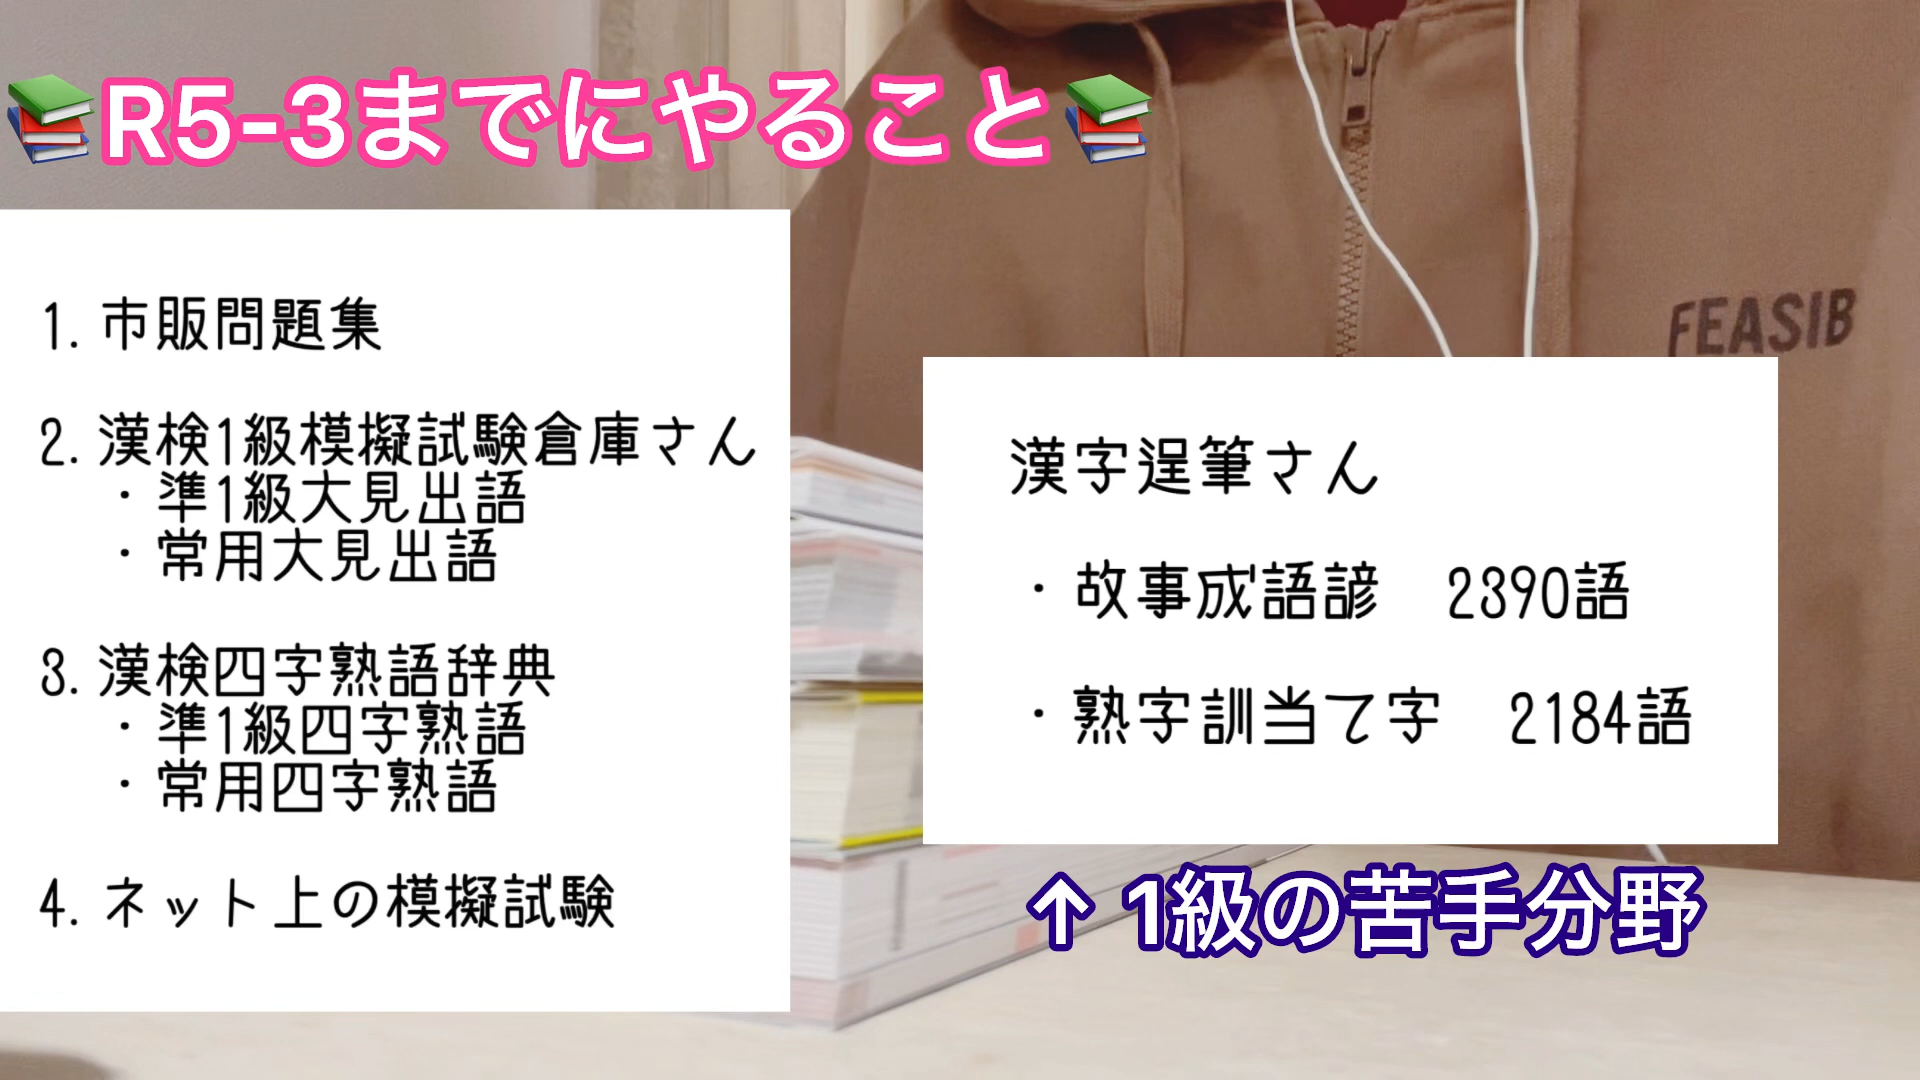 📚R5-3までにやること📚
1. 市販問題集
2. 漢検1級模擬試験倉庫さん
・準1級大見出語
・常用大見出語
3. 漢検四字熟語辞典
・準1級四字熟語
・常用四字熟語
4. ネット上の模擬試験
FEASIB
漢字逞筆さん
・故事成語諺　2390語
・熟字訓当て字　2184語
↑ 1級の苦手分野